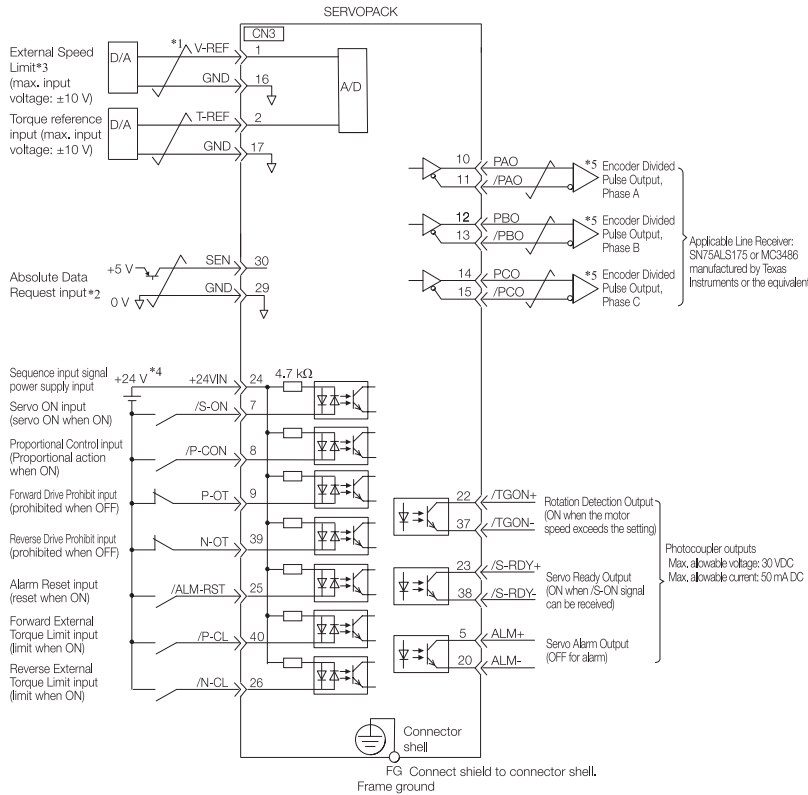 SERVOPACK
CN3
External Speed
Limit*3
(max. input
voltage: ±10 V)
D/A
*1
V-REF
1
GND
16
A/D
Torque reference
input (max. input
voltage: ±10 V)
D/A
T-REF
2
GND
17
10
PAO
11
/PAO
*5
Encoder Divided
Pulse Output,
Phase A
12
PBO
13
/PBO
*5
Encoder Divided
Pulse Output,
Phase B
14
PCO
15
/PCO
*5
Encoder Divided
Pulse Output,
Phase C
Applicable Line Receiver:
SN75ALS175 or MC3486
manufactured by Texas
Instruments or the equivalent
Absolute Data
Request input*2
+5 V
SEN
30
0 V
GND
29
Sequence input signal
power supply input
+24 V
*4
+24VIN
24
4.7 kΩ
Servo ON input
(servo ON when ON)
/S-ON
7
Proportional Control input
(Proportional action
when ON)
/P-CON
8
Forward Drive Prohibit input
(prohibited when OFF)
P-OT
9
Reverse Drive Prohibit input
(prohibited when OFF)
N-OT
39
Alarm Reset input
(reset when ON)
/ALM-RST
25
Forward External
Torque Limit input
(limit when ON)
/P-CL
40
Reverse External
Torque Limit input
(limit when ON)
/N-CL
26
22
/TGON+
37
/TGON-
Rotation Detection Output
(ON when the motor
speed exceeds the setting)
23
/S-RDY+
38
/S-RDY-
Servo Ready Output
(ON when /S-ON signal
can be received)
5
ALM+
20
ALM-
Servo Alarm Output
(OFF for alarm)
Photocoupler outputs
Max. allowable voltage: 30 VDC
Max. allowable current: 50 mA DC
Connector
shell
FG
Connect shield to connector shell.
Frame ground